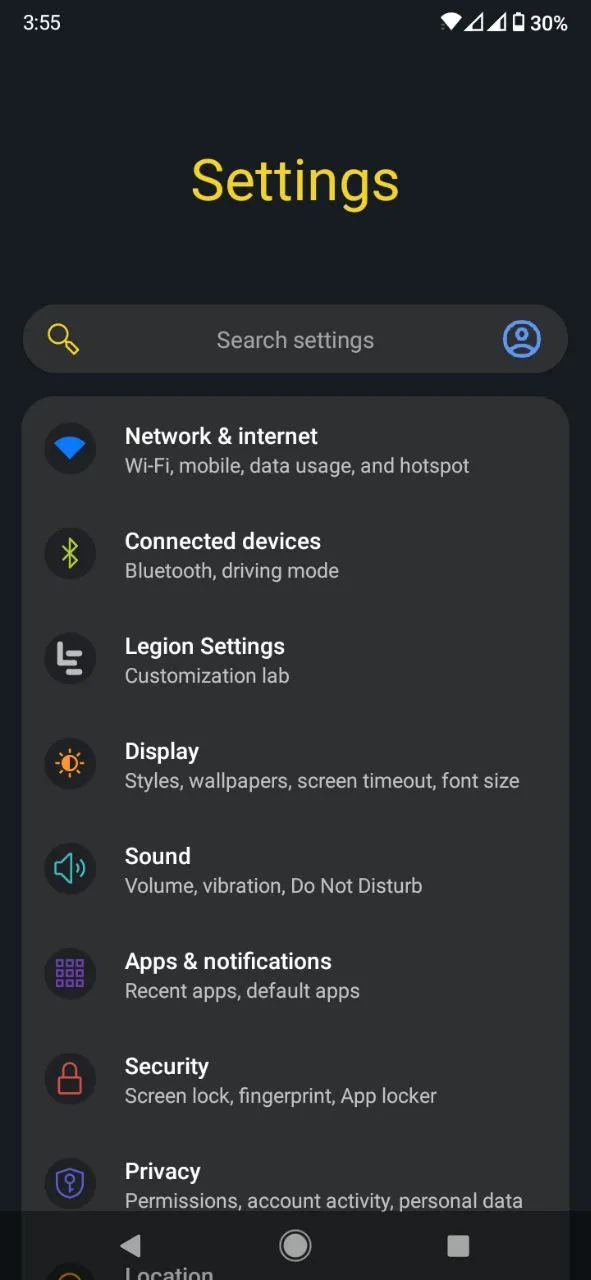 3:55
30%
Settings
Search settings
Network & internet
Wi-Fi, mobile, data usage, and hotspot
Connected devices
Bluetooth, driving mode
Legion Settings
Customization lab
Display
Styles, wallpapers, screen timeout, font size
Sound
Volume, vibration, Do Not Disturb
Apps & notifications
Recent apps, default apps
Security
Screen lock, fingerprint, App locker
Privacy
Permissions, account activity, personal data
Location